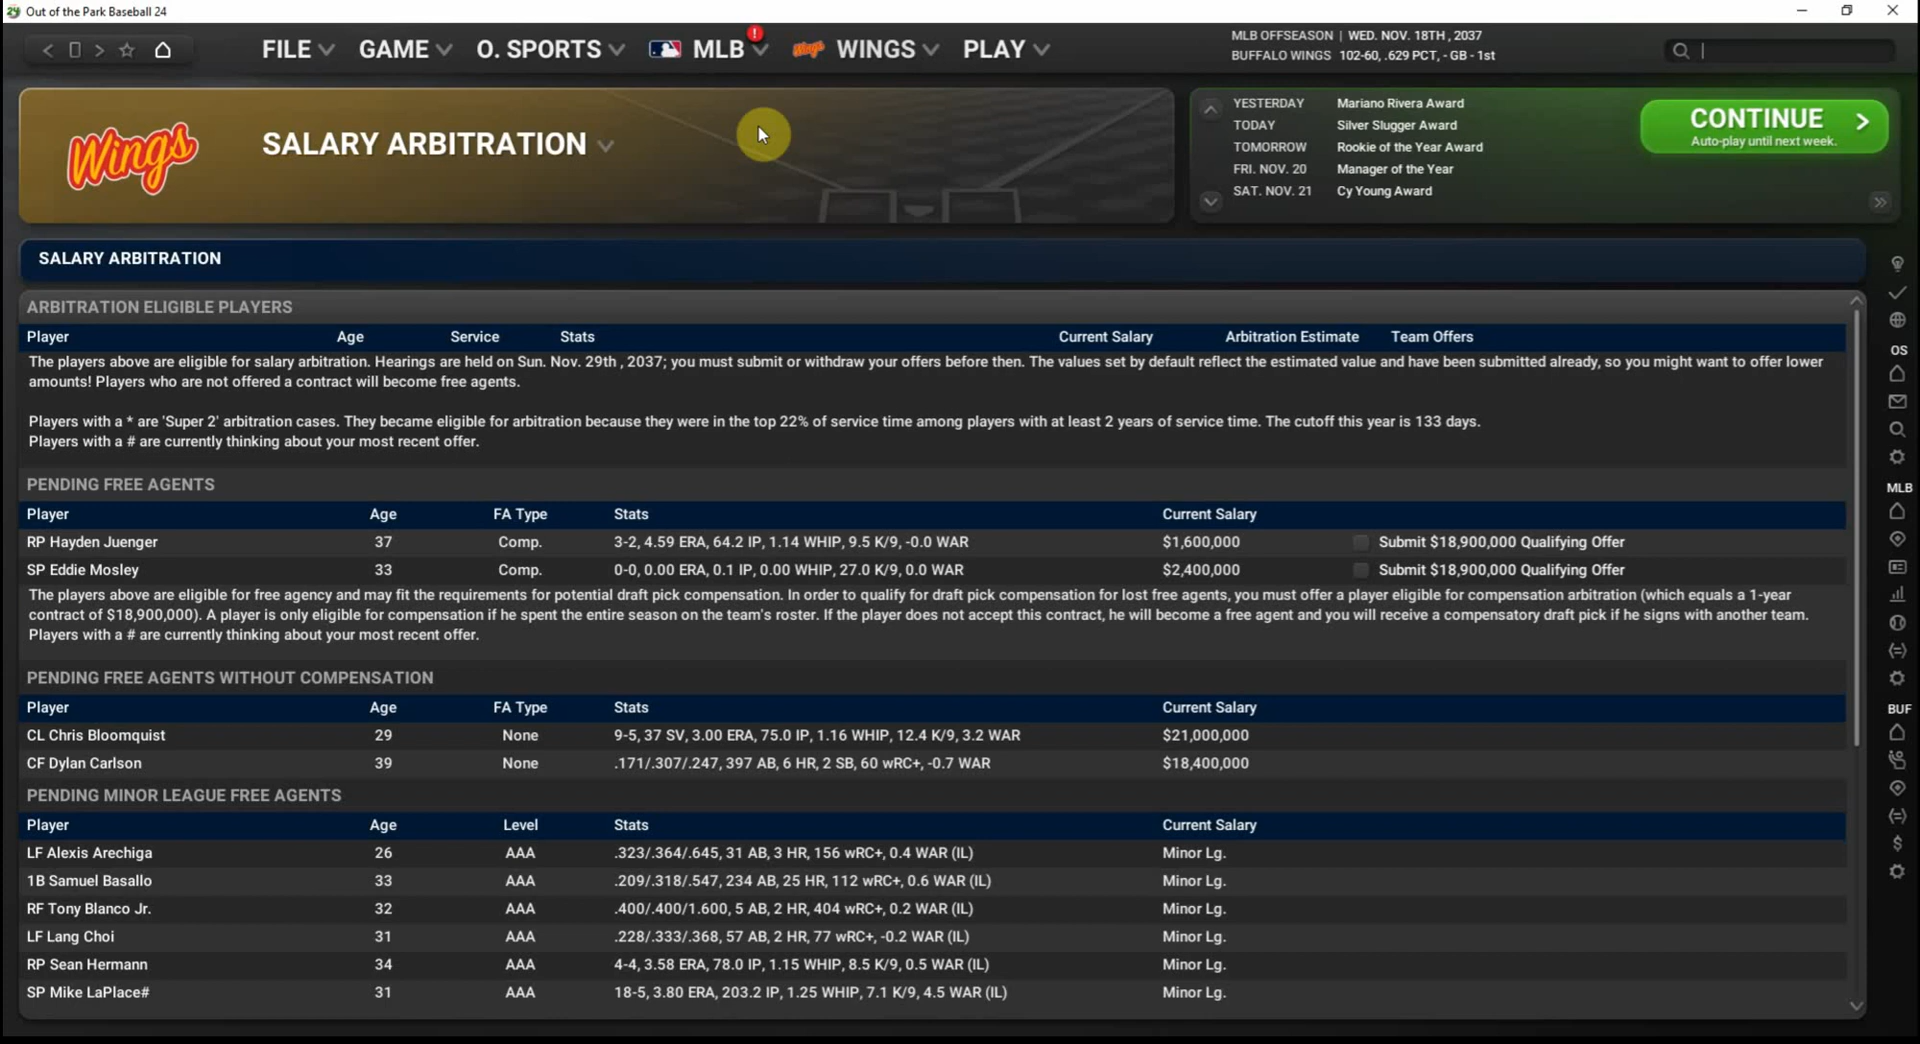 Out of the Park Baseball 24
FILE GAME O. SPORTS MLB ! WINGS PLAY
MLB OFFSEASON | WED. NOV. 18TH , 2037
BUFFALO WINGS 102-60, .629 PCT, - GB - 1st
Wings
SALARY ARBITRATION
YESTERDAY Mariano Rivera Award
TODAY Silver Slugger Award
TOMORROW Rookie of the Year Award
FRI. NOV. 20 Manager of the Year
SAT. NOV. 21 Cy Young Award
CONTINUE
Auto-play until next week.
SALARY ARBITRATION
ARBITRATION ELIGIBLE PLAYERS
Player Age Service Stats Current Salary Arbitration Estimate Team Offers
The players above are eligible for salary arbitration. Hearings are held on Sun. Nov. 29th , 2037; you must submit or withdraw your offers before then. The values set by default reflect the estimated value and have been submitted already, so you might want to offer lower
amounts! Players who are not offered a contract will become free agents.
Players with a * are 'Super 2' arbitration cases. They became eligible for arbitration because they were in the top 22% of service time among players with at least 2 years of service time. The cutoff this year is 133 days.
Players with a # are currently thinking about your most recent offer.
PENDING FREE AGENTS
Player Age FA Type Stats Current Salary
RP Hayden Juenger 37 Comp. 3-2, 4.59 ERA, 64.2 IP, 1.14 WHIP, 9.5 K/9, -0.0 WAR $1,600,000 Submit $18,900,000 Qualifying Offer
SP Eddie Mosley 33 Comp. 0-0, 0.00 ERA, 0.1 IP, 0.00 WHIP, 27.0 K/9, 0.0 WAR $2,400,000 Submit $18,900,000 Qualifying Offer
The players above are eligible for free agency and may fit the requirements for potential draft pick compensation. In order to qualify for draft pick compensation for lost free agents, you must offer a player eligible for compensation arbitration (which equals a 1-year
contract of $18,900,000). A player is only eligible for compensation if he spent the entire season on the team's roster. If the player does not accept this contract, he will become a free agent and you will receive a compensatory draft pick if he signs with another team.
Players with a # are currently thinking about your most recent offer.
PENDING FREE AGENTS WITHOUT COMPENSATION
Player Age FA Type Stats Current Salary
CL Chris Bloomquist 29 None 9-5, 37 SV, 3.00 ERA, 75.0 IP, 1.16 WHIP, 12.4 K/9, 3.2 WAR $21,000,000
CF Dylan Carlson 39 None .171/.307/.247, 397 AB, 6 HR, 2 SB, 60 wRC+, -0.7 WAR $18,400,000
PENDING MINOR LEAGUE FREE AGENTS
Player Age Level Stats Current Salary
LF Alexis Arechiga 26 AAA .323/.364/.645, 31 AB, 3 HR, 156 wRC+, 0.4 WAR (IL) Minor Lg.
1B Samuel Basallo 33 AAA .209/.318/.547, 234 AB, 25 HR, 112 wRC+, 0.6 WAR (IL) Minor Lg.
RF Tony Blanco Jr. 32 AAA .400/.400/1.600, 5 AB, 2 HR, 404 wRC+, 0.2 WAR (IL) Minor Lg.
LF Lang Choi 31 AAA .228/.333/.368, 57 AB, 2 HR, 77 wRC+, -0.2 WAR (IL) Minor Lg.
RP Sean Hermann 34 AAA 4-4, 3.58 ERA, 78.0 IP, 1.15 WHIP, 8.5 K/9, 0.5 WAR (IL) Minor Lg.
SP Mike LaPlace# 31 AAA 18-5, 3.80 ERA, 203.2 IP, 1.25 WHIP, 7.1 K/9, 4.5 WAR (IL) Minor Lg.
OS
MLB
BUF